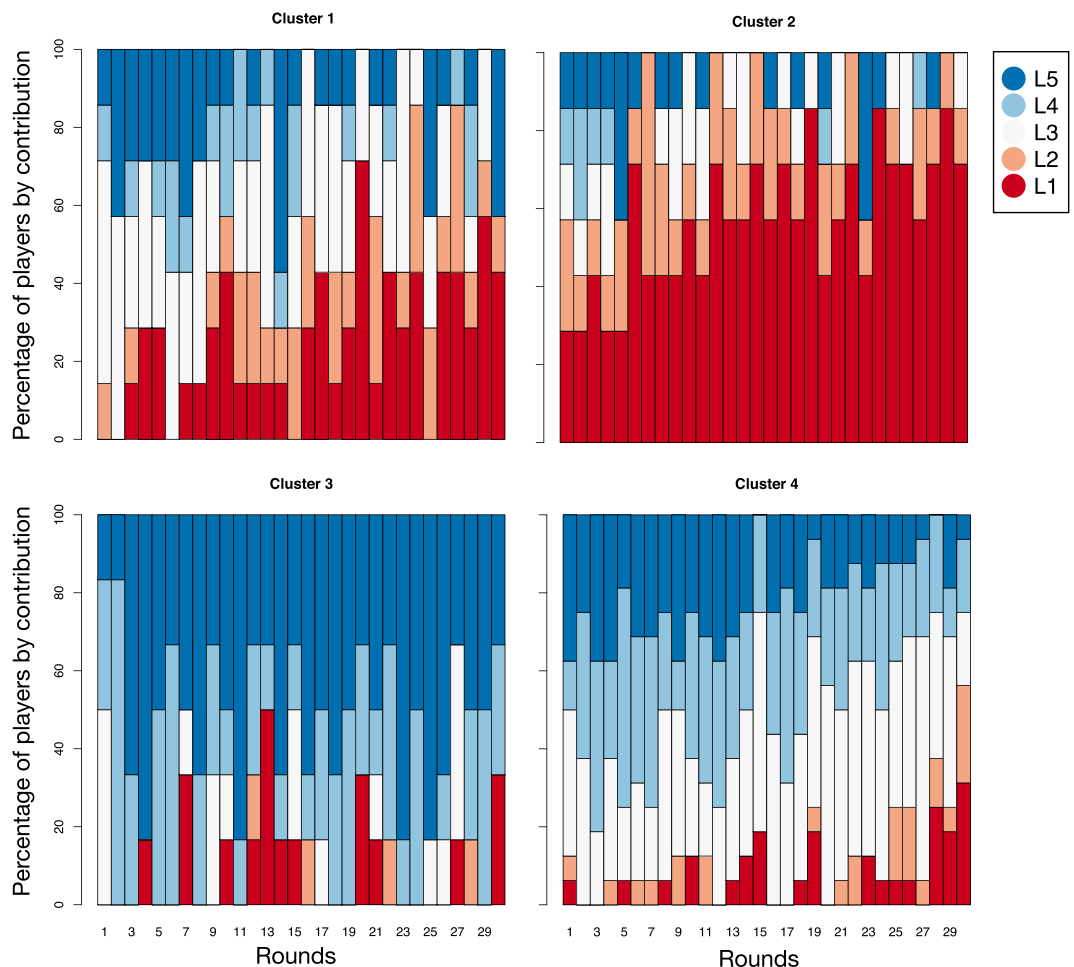 Cluster 1
Cluster 2
Percentage of players by contribution
0 20 40 60 80 100
L5
L4
L3
L2
L1
Cluster 3
Cluster 4
Percentage of players by contribution
0 20 40 60 80 100
1 3 5 7 9 11 13 15 17 19 21 23 25 27 29
1 3 5 7 9 11 13 15 17 19 21 23 25 27 29
Rounds
Rounds